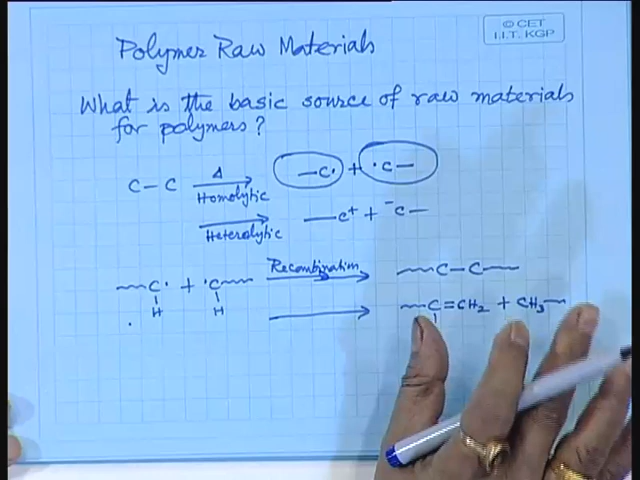 © CET
I.I.T. KGP
Polymer Raw Materials
What is the basic source of raw materials
for polymers?
C–C Δ Homolytic —C· + ·C—
Heterolytic —C⁺ + ⁻C—
~~C· + ·C~~ Recombination ~~C–C~~
H H
~~C=CH₂ + CH₃~~